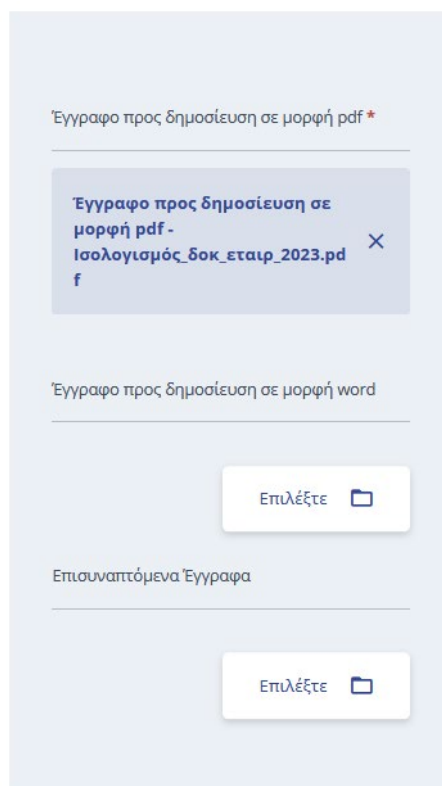 Έγγραφο προς δημοσίευση σε μορφή pdf *
Έγγραφο προς δημοσίευση σε
μορφή pdf -
Ισολογισμός_δοκ_εταιρ_2023.pd
f
Έγγραφο προς δημοσίευση σε μορφή word
Επιλέξτε
Επισυναπτόμενα Έγγραφα
Επιλέξτε